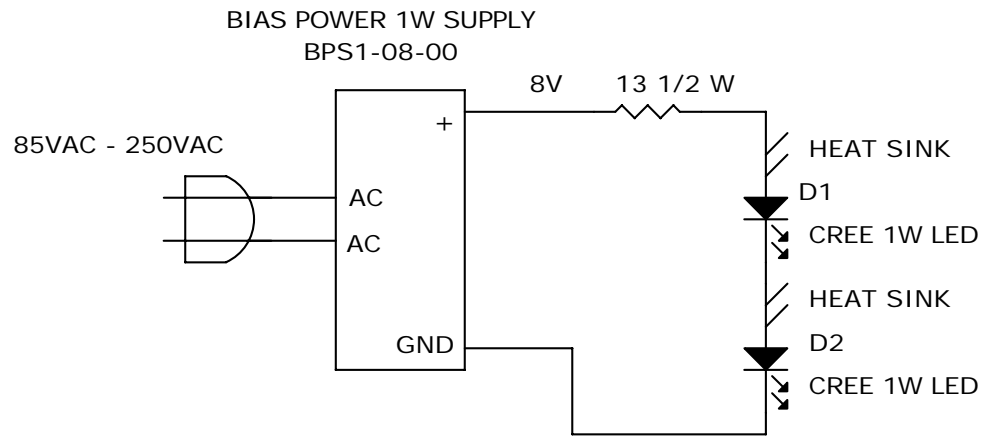 BIAS POWER 1W SUPPLY
BPS1-08-00
8V
13 1/2 W
85VAC - 250VAC
+
HEAT SINK
D1
AC
CREE 1W LED
AC
HEAT SINK
GND
D2
CREE 1W LED